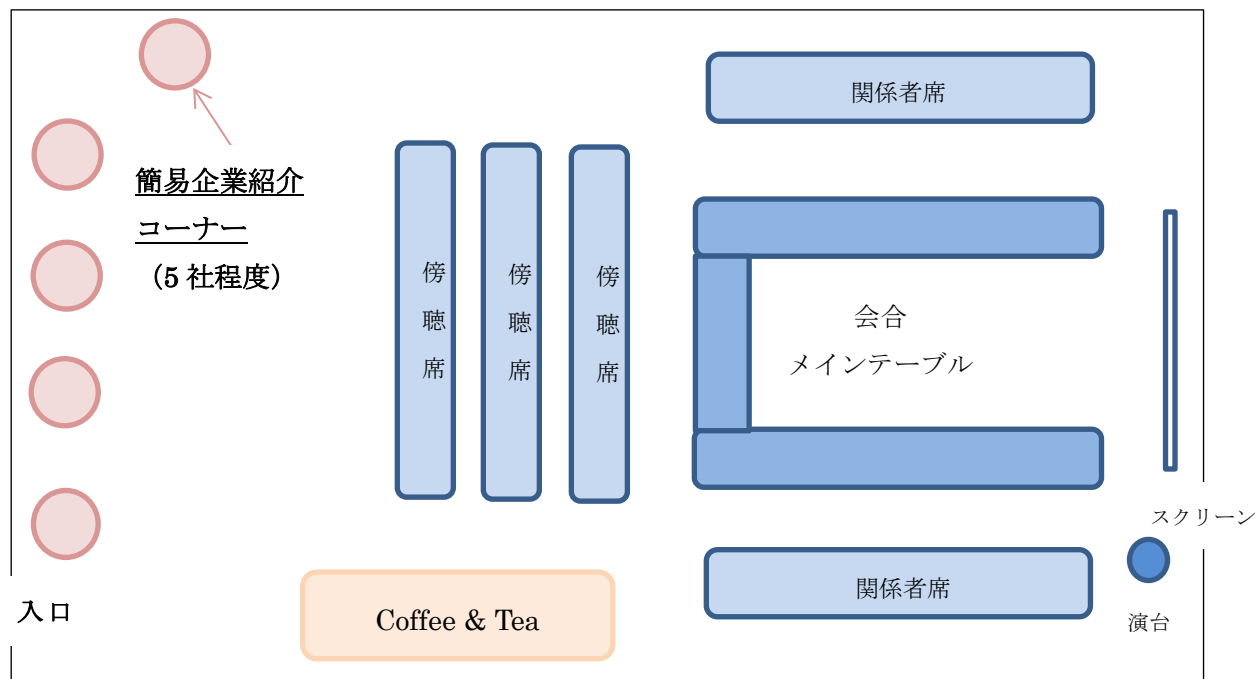 関係者席
簡易企業紹介
コーナー
（5 社程度）
傍聴席
傍聴席
傍聴席
会合
メインテーブル
スクリーン
関係者席
演台
Coffee & Tea
入口